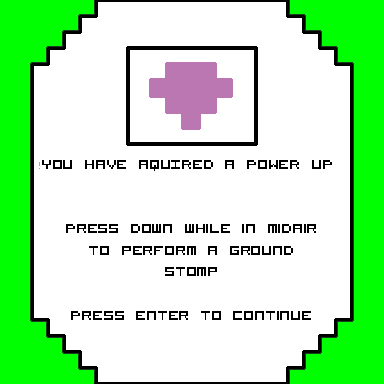 YOU HAVE AQUIRED A POWER UP
PRESS DOWN WHILE IN MIDAIR
TO PERFORM A GROUND
STOMP
PRESS ENTER TO CONTINUE